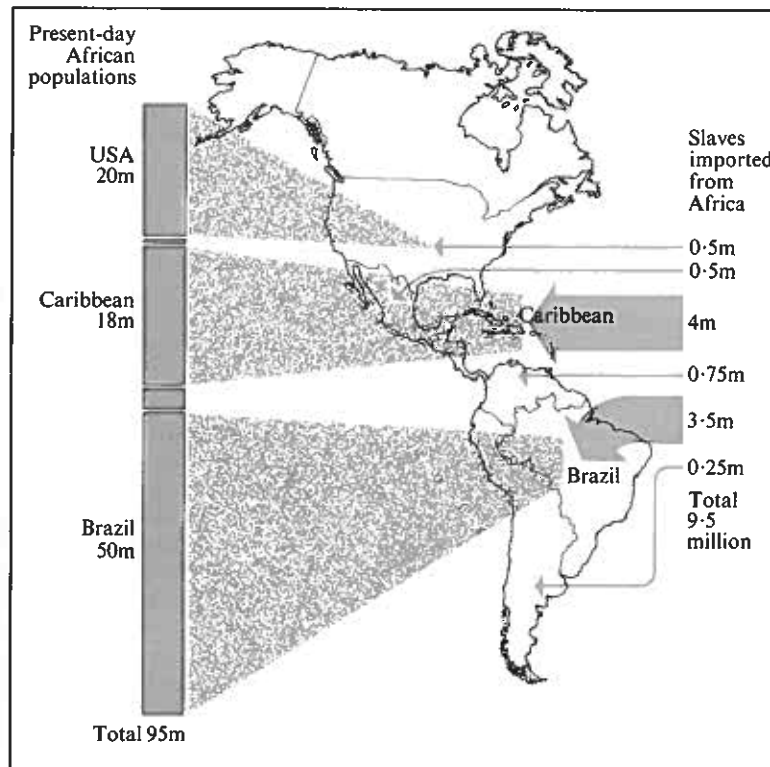 Present-day
African
populations
USA
20m
Caribbean
18m
Brazil
50m
Total 95m
Caribbean
Brazil
Slaves
imported
from
Africa
0·5m
0·5m
4m
0·75m
3·5m
0·25m
Total
9·5
million